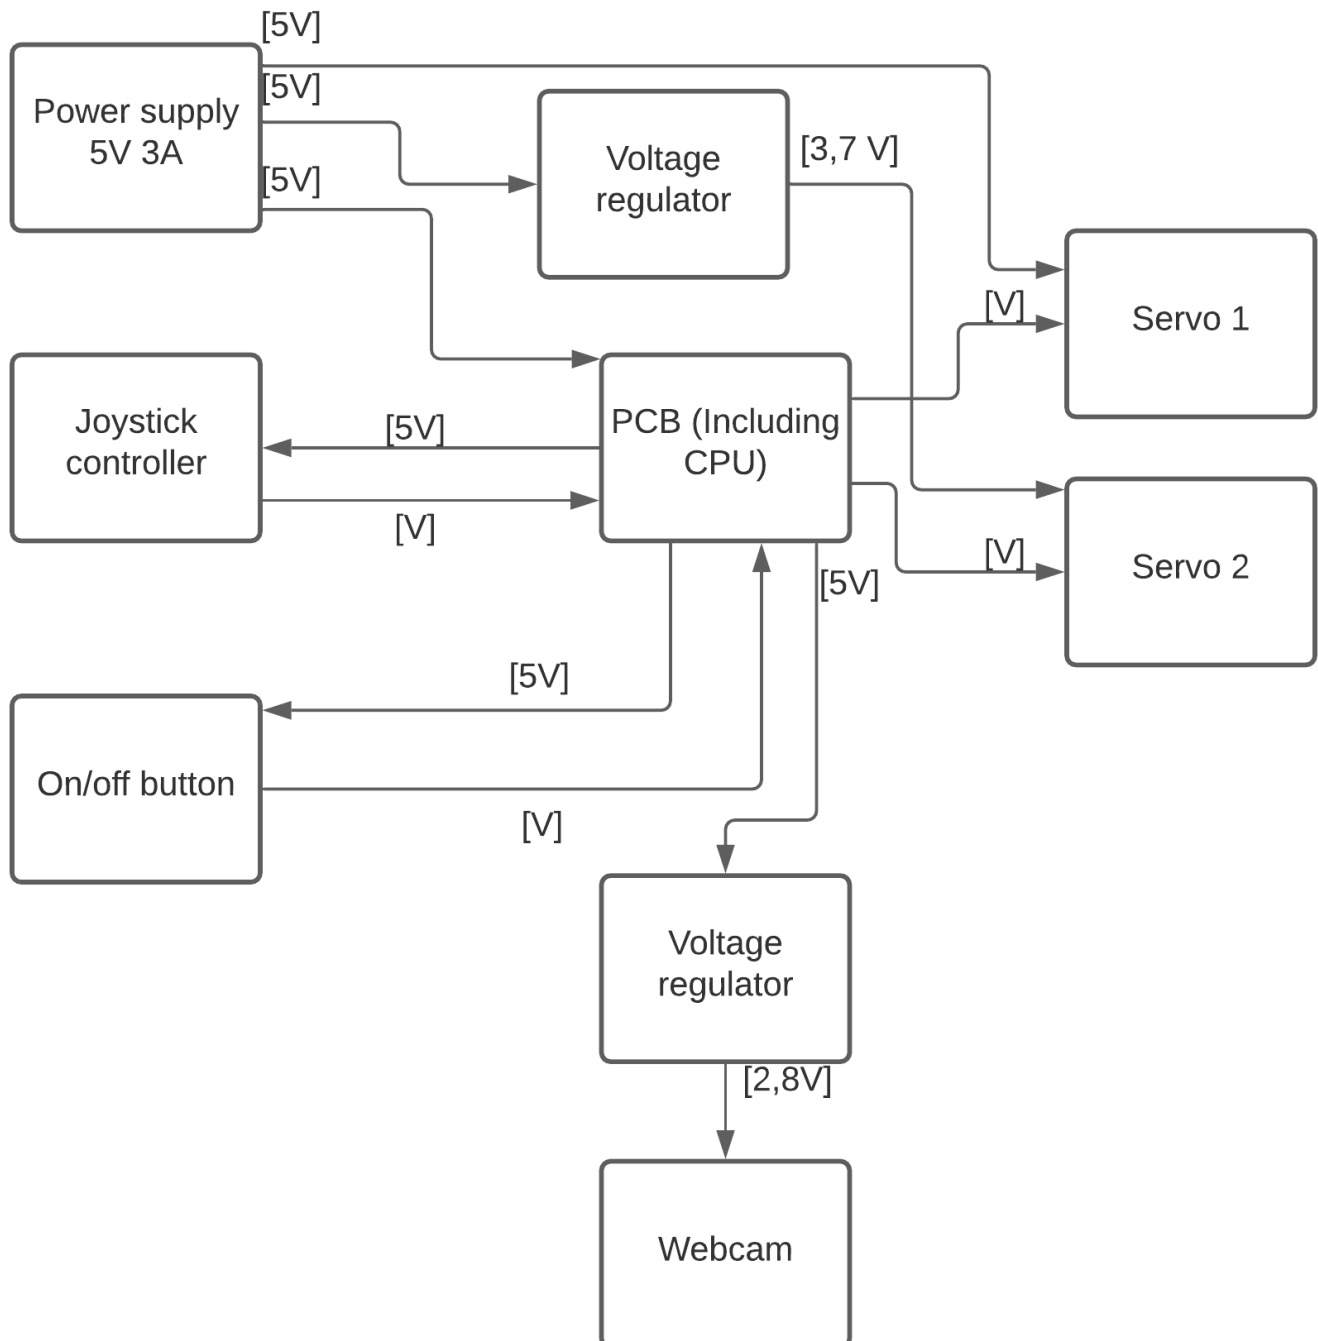 [5V]
Power supply
5V 3A
[5V]
[5V]
Voltage
regulator
[3,7 V]
Servo 1
[V]
Joystick
controller
[5V]
[V]
PCB (Including
CPU)
Servo 2
[V]
[5V]
[5V]
On/off button
[V]
Voltage
regulator
[2,8V]
Webcam